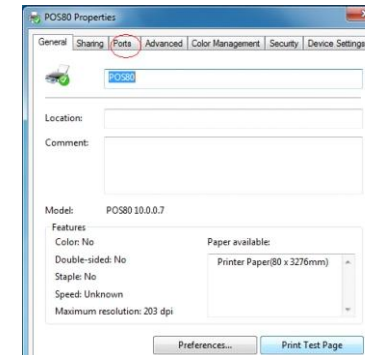 POS80 Properties
General Sharing Ports Advanced Color Management Security Device Settings
POS80
Location:
Comment:
Model: POS80 10.0.0.7
Features
Color: No Paper available:
Double-sided: No Printer Paper(80 x 3276mm)
Staple: No
Speed: Unknown
Maximum resolution: 203 dpi
Preferences... Print Test Page